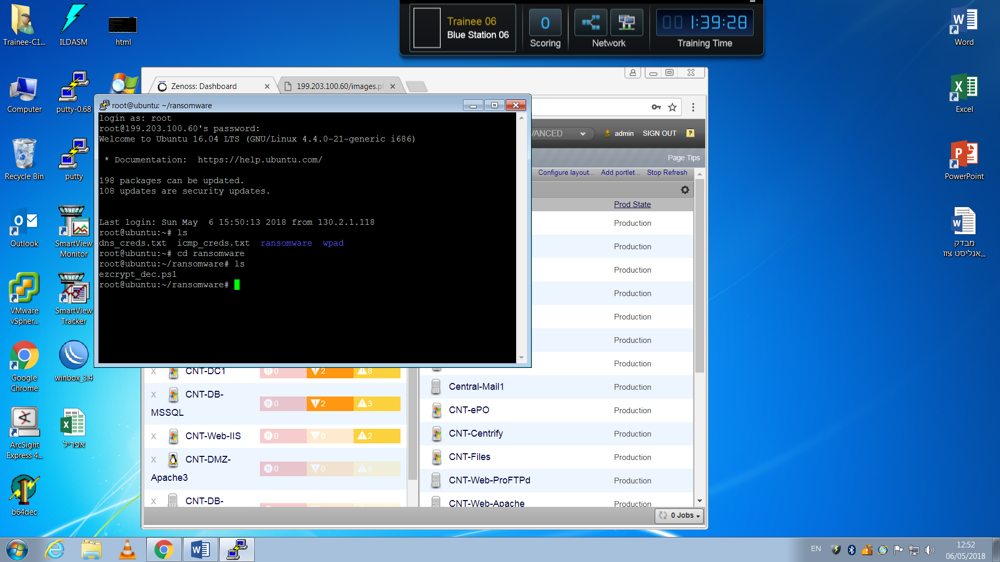 Trainee-C1...
ILDASM
html
Computer
putty-0.68
Recycle Bin
putty
Outlook
SmartView
Monitor
VMware
vSpher...
SmartView
Tracker
Google
Chrome
winbox_3.4
ArcSight
Express 4...
אפריל
b64dec
Trainee 06
Blue Station 06
0
Scoring
Network
00 1:39:28
Training Time
Word
Excel
PowerPoint
מבדק
אנליסט צוו...
Zenoss: Dashboard
199.203.100.60/images.p
root@ubuntu: ~/ransomware
login as: root
root@199.203.100.60's password:
Welcome to Ubuntu 16.04 LTS (GNU/Linux 4.4.0-21-generic i686)
* Documentation:  https://help.ubuntu.com/
198 packages can be updated.
108 updates are security updates.
Last login: Sun May  6 15:50:13 2018 from 130.2.1.118
root@ubuntu:~# ls
dns_creds.txt  icmp_creds.txt  ransomware  wpad
root@ubuntu:~# cd ransomware
root@ubuntu:~/ransomware# ls
ezcrypt_dec.ps1
root@ubuntu:~/ransomware#
VANCED
admin
SIGN OUT
?
Page Tips
Configure layout...
Add portlet...
Stop Refresh
Prod State
Production
Production
Production
Production
Production
Production
Production
X CNT-DC1 0 2 8
X CNT-DB-
MSSQL 0 2 3
X CNT-Web-IIS 0 0 2
X CNT-DMZ-
Apache3 0 0 0
X CNT-DB-
Central-Mail1 Production
CNT-ePO Production
CNT-Centrify Production
CNT-Files Production
CNT-Web-ProFTPd Production
CNT-Web-Apache Production
0 Jobs
EN
12:52
06/05/2018